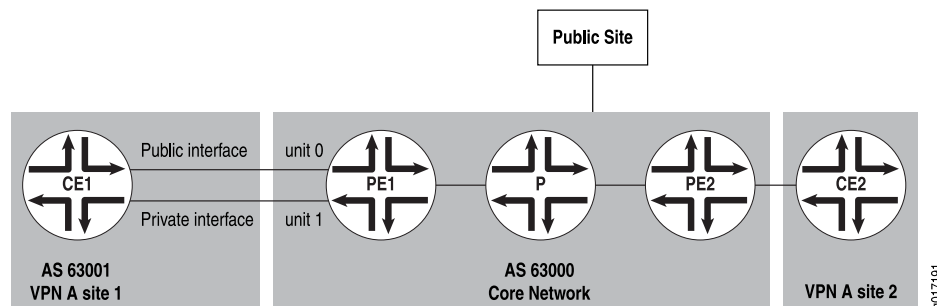 Public Site
Public interface
unit 0
CE1
PE1
P
PE2
CE2
Private interface
unit 1
AS 63001
VPN A site 1
AS 63000
Core Network
VPN A site 2
g017191